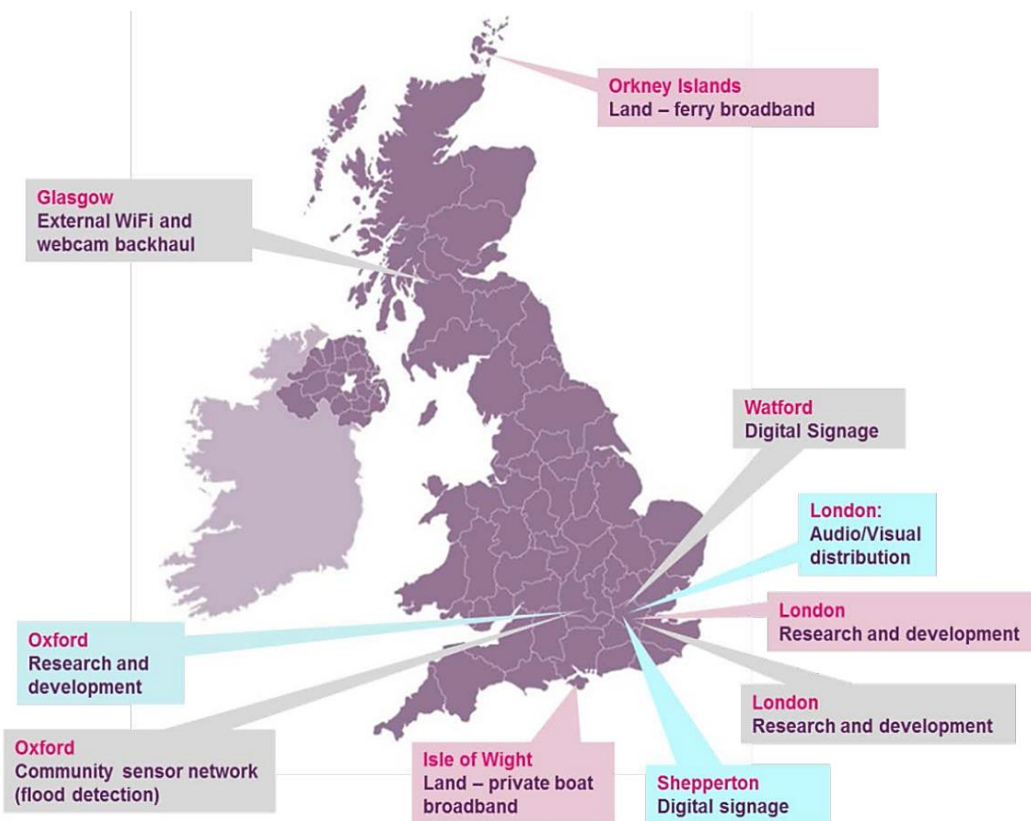 Orkney Islands
Land – ferry broadband
Glasgow
External WiFi and
webcam backhaul
Watford
Digital Signage
London:
Audio/Visual
distribution
London
Research and development
Oxford
Research and
development
London
Research and development
Oxford
Community sensor network
(flood detection)
Isle of Wight
Land – private boat
broadband
Shepperton
Digital signage